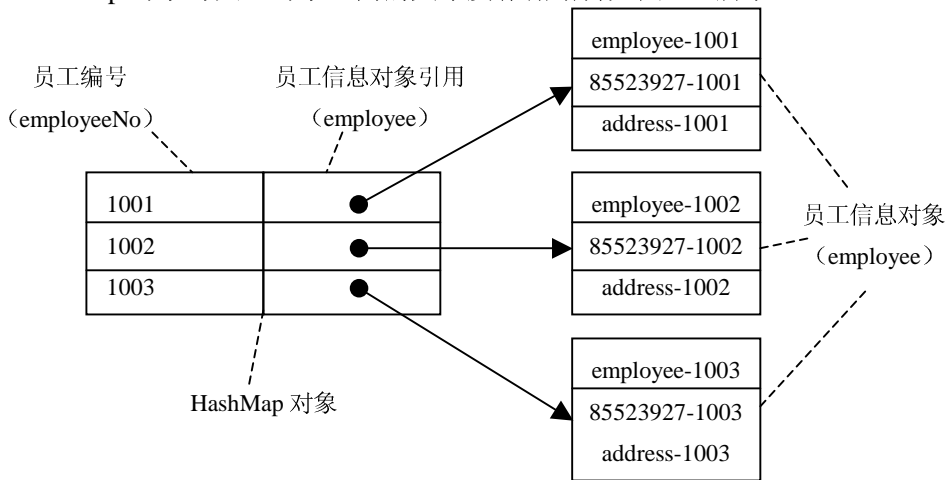 employee-1001
85523927-1001
address-1001
员工编号
（employeeNo）
员工信息对象引用
（employee）
1001
1002
1003
employee-1002
85523927-1002
address-1002
员工信息对象
（employee）
employee-1003
85523927-1003
address-1003
HashMap 对象